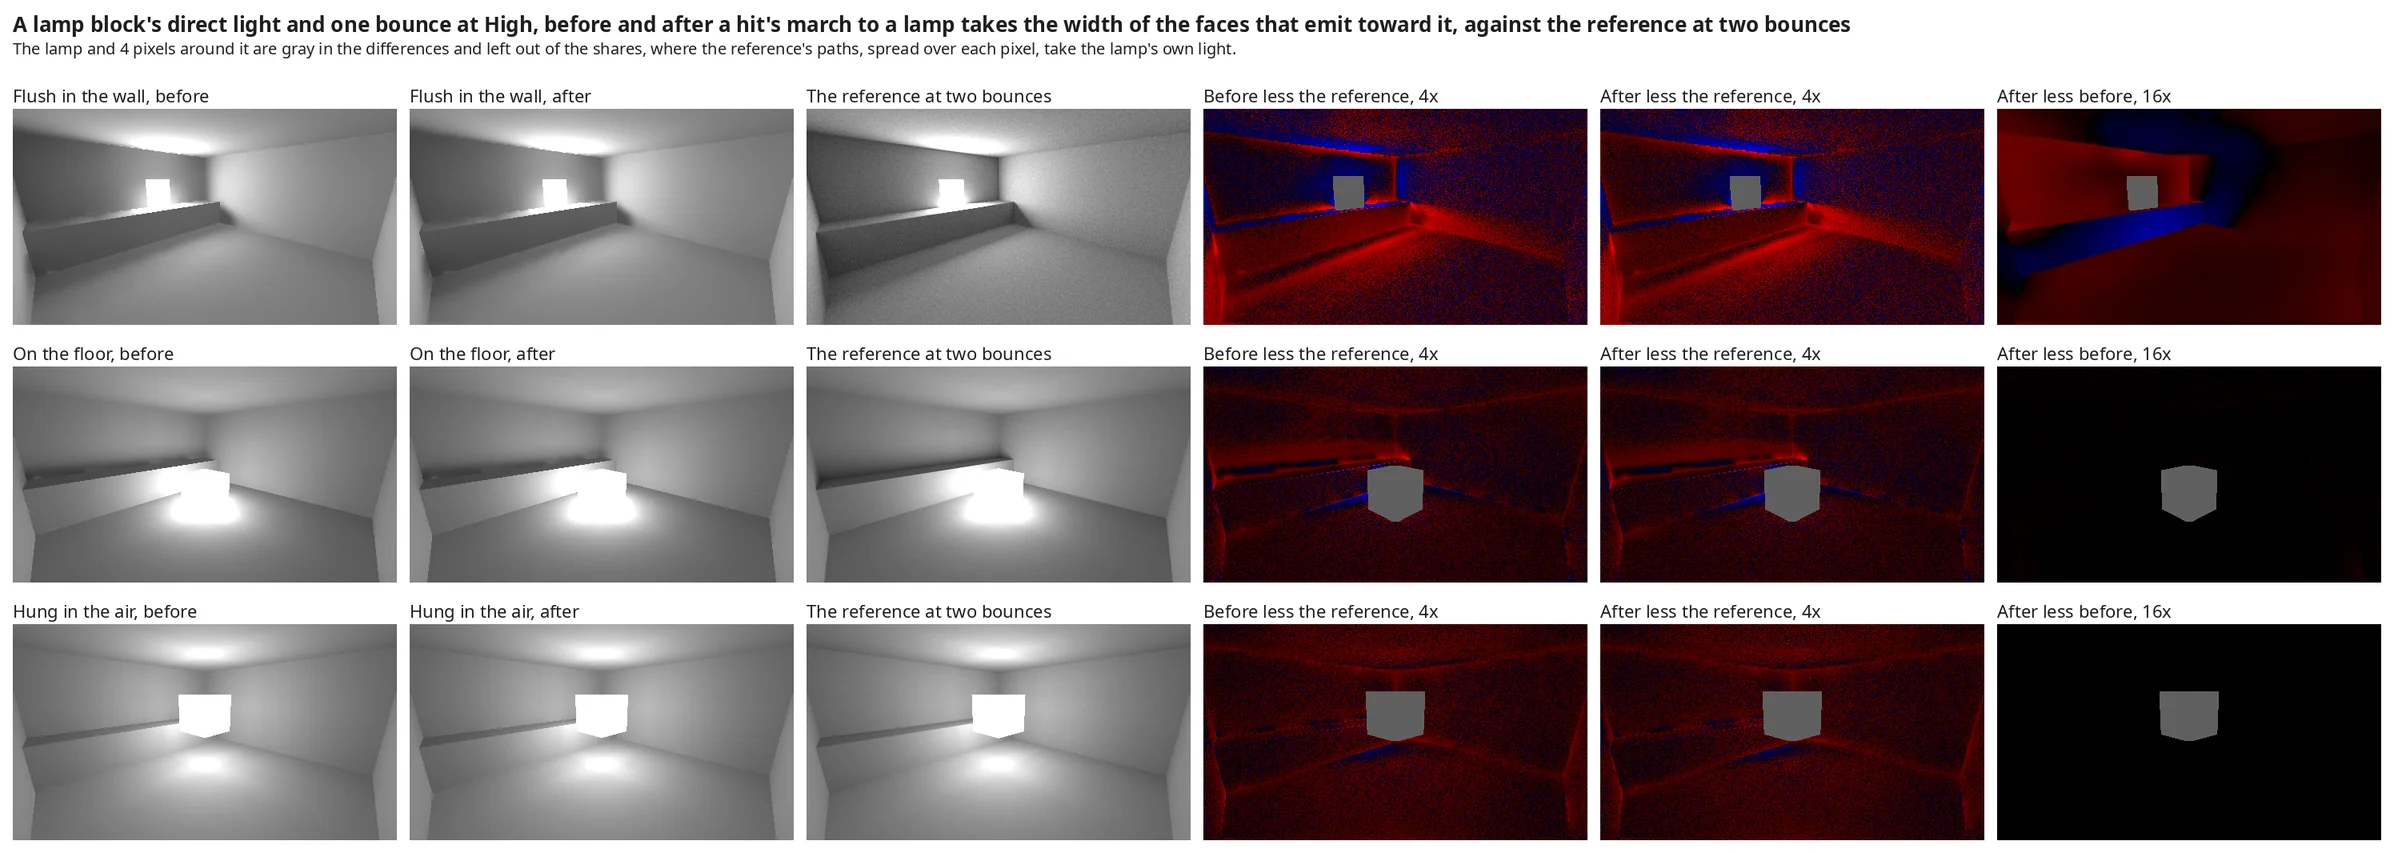 A lamp block's direct light and one bounce at High, before and after a hit's march to a lamp takes the width of the faces that emit toward it, against the reference at two bounces
The lamp and 4 pixels around it are gray in the differences and left out of the shares, where the reference's paths, spread over each pixel, take the lamp's own light.
Flush in the wall, before
Flush in the wall, after
The reference at two bounces
Before less the reference, 4x
After less the reference, 4x
After less before, 16x
On the floor, before
On the floor, after
The reference at two bounces
Before less the reference, 4x
After less the reference, 4x
After less before, 16x
Hung in the air, before
Hung in the air, after
The reference at two bounces
Before less the reference, 4x
After less the reference, 4x
After less before, 16x